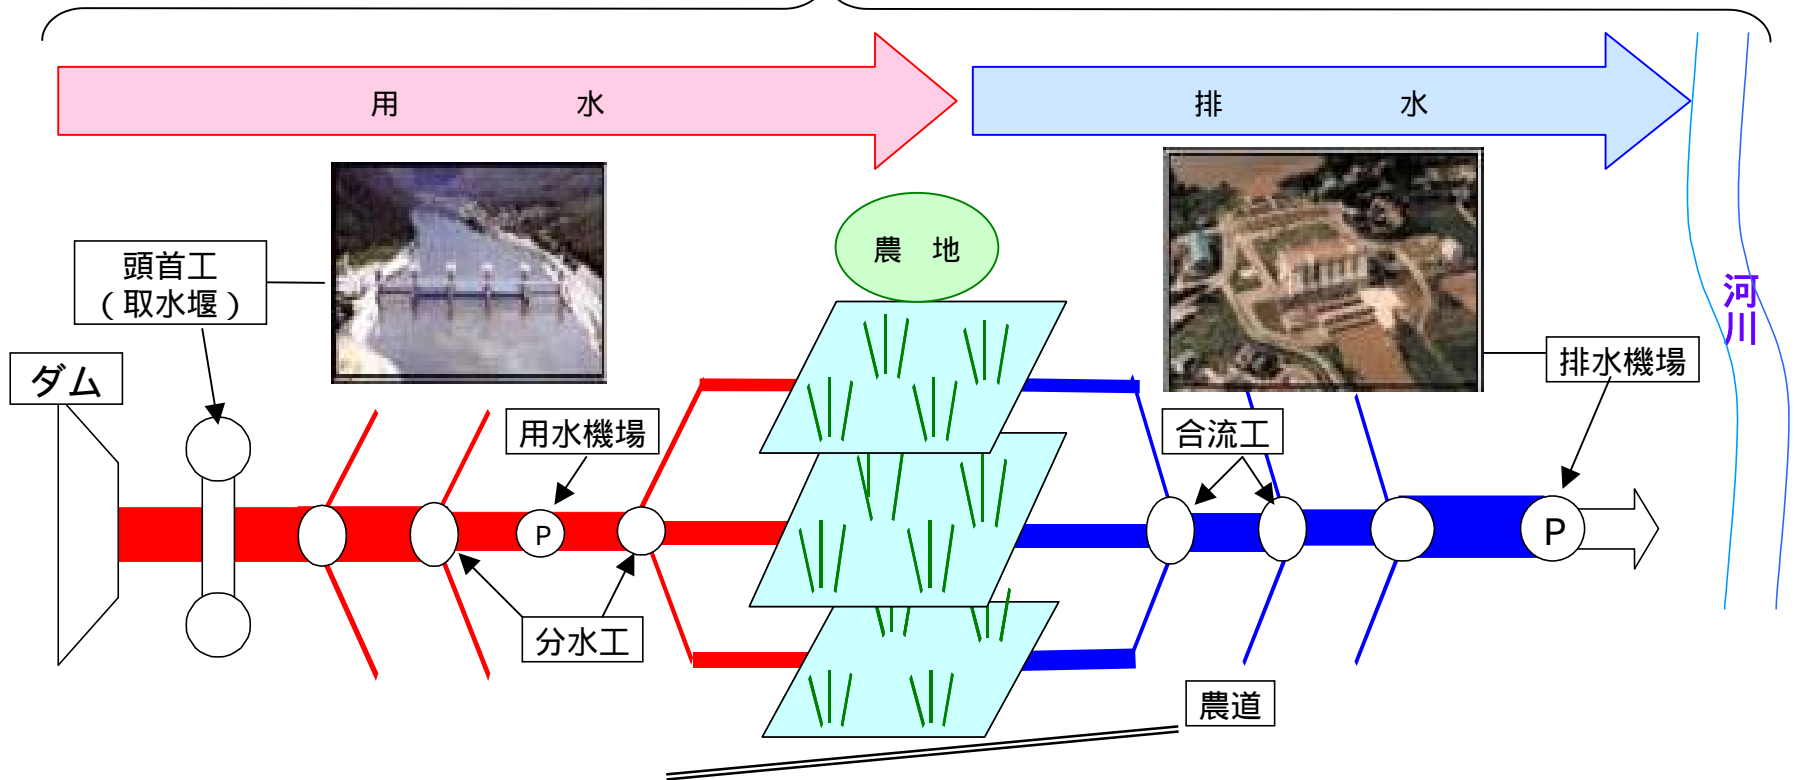 用　水
排　水
頭首工
（取水堰）
農　地
河川
ダム
用水機場
合流工
排水機場
P
P
分水工
農道